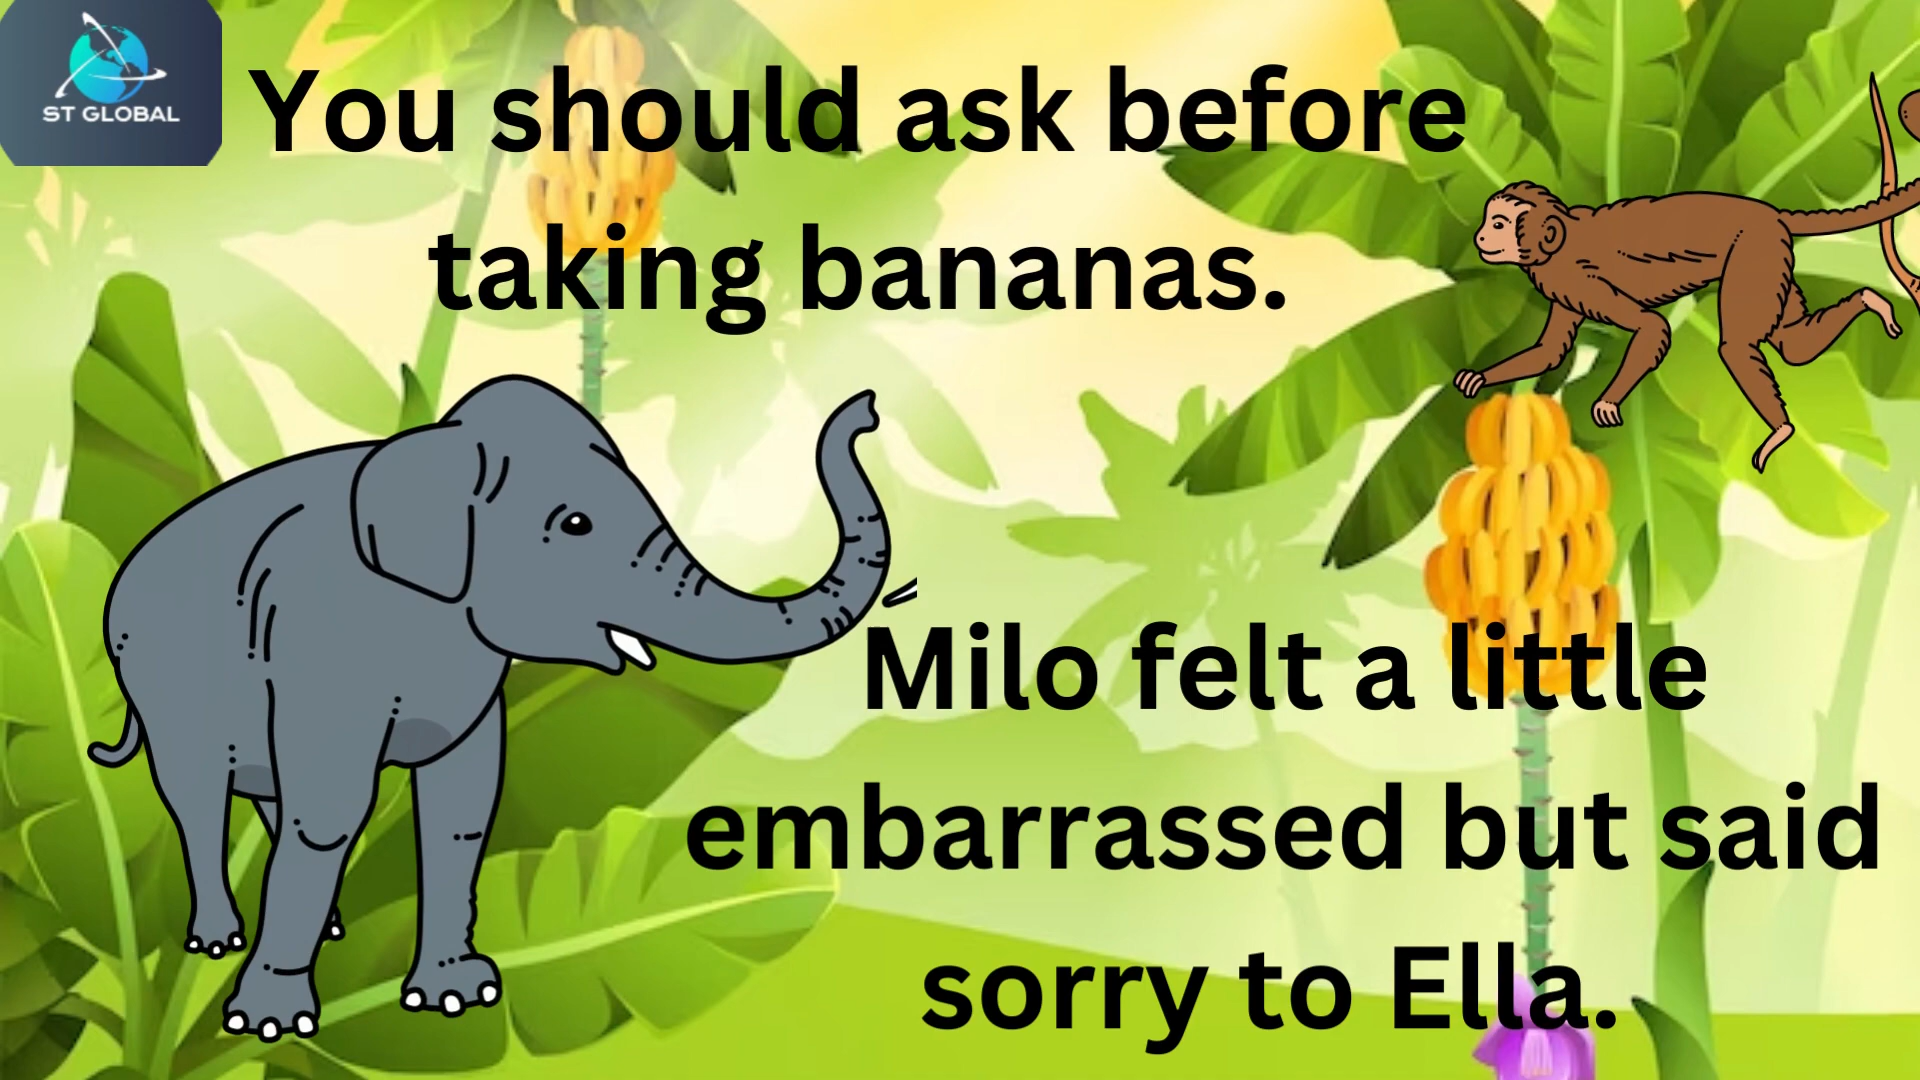 ST GLOBAL
You should ask before
taking bananas.
Milo felt a little
embarrassed but said
sorry to Ella.